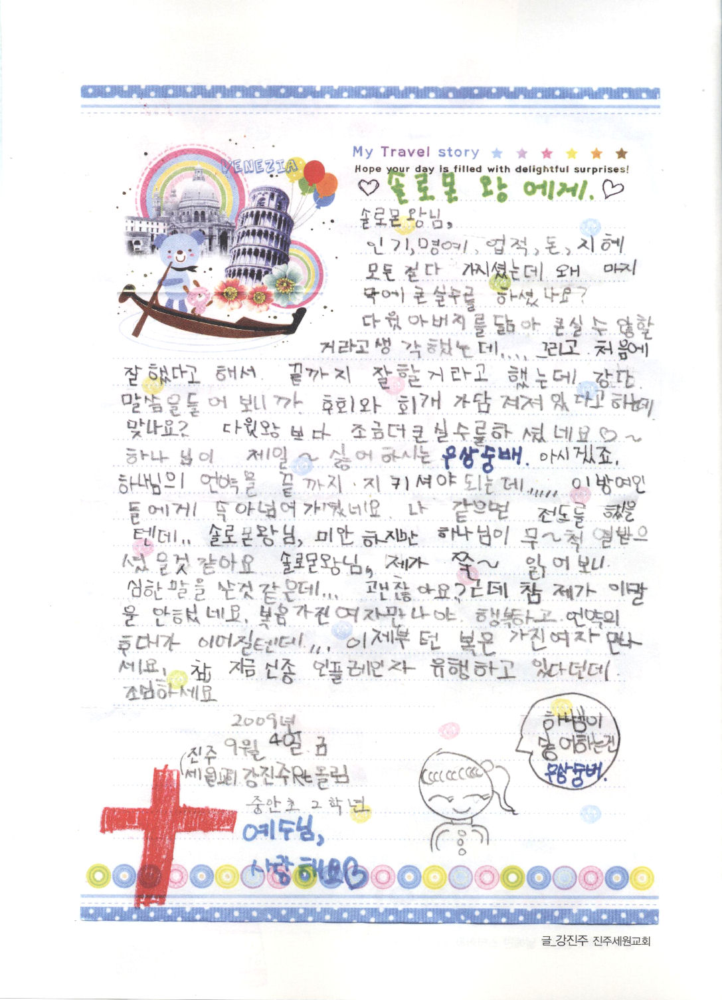 VENEZIA
My Travel story
Hope your day is filled with delightful surprises!
♡ 솔로몬 왕 에게. ♡
솔로몬왕님,
인기, 명예, 업적, 돈, 지혜
모든걸다 가지셨는데 왜 마지
막에 큰실수를 하셨나요?
다윗아버지를닮아 큰실수 않할
거라고생각했는데.... 그리고 처음에
잘했다고 해서 끝까지 잘할거라고 했는데 강단
말씀을들어보니까 후회와 회개 가담겨져있다고하는데
맞나요? 다윗왕보다 조금더큰실수를하셨네요♡~
하나님이 제일~ 싫어하시는 우상숭배. 아시겠죠.
하나님의 언약을 끝까지 지키셔야되는데..... 이방여인
들에게 속아넘어가셨네요. 나 같으면 전도를 했을
텐데.. 솔로몬왕님, 미안하지만 하나님이 무~척 열받으
셨을것같아요 솔로몬왕님, 제가 쭉~ 읽어보니
심한말을 쓴것같은데... 괜찮아요? 근데 참 제가 이말
을 안했네요. 복음가진여자만나야 행복하고 언약의
후대가 이어질텐데.... 이제부턴 복음가진여자 만나
세요. 참 지금신종 인플레인자 유행하고 있다던데.
조심하세요
2009년
9월 4일 금
(진주
세원교회 강진주Rt올림
중안초 2학년
예수님,
사랑해요♡
하나님이
싫어하는건
우상숭배.
글_강진주 진주세원교회